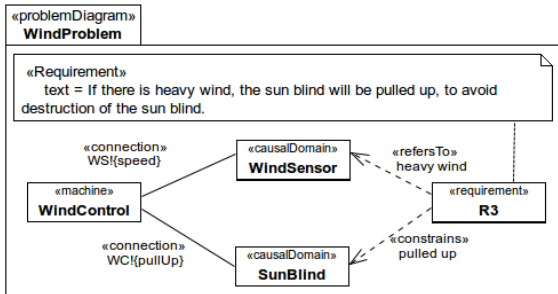 «problemDiagram»
WindProblem
«Requirement»
text = If there is heavy wind, the sun blind will be pulled up, to avoid
destruction of the sun blind.
«connection»
WS!{speed}
«causalDomain»
WindSensor
«refersTo»
heavy wind
«machine»
WindControl
«requirement»
R3
«connection»
WC!{pullUp}
«causalDomain»
SunBlind
«constrains»
pulled up